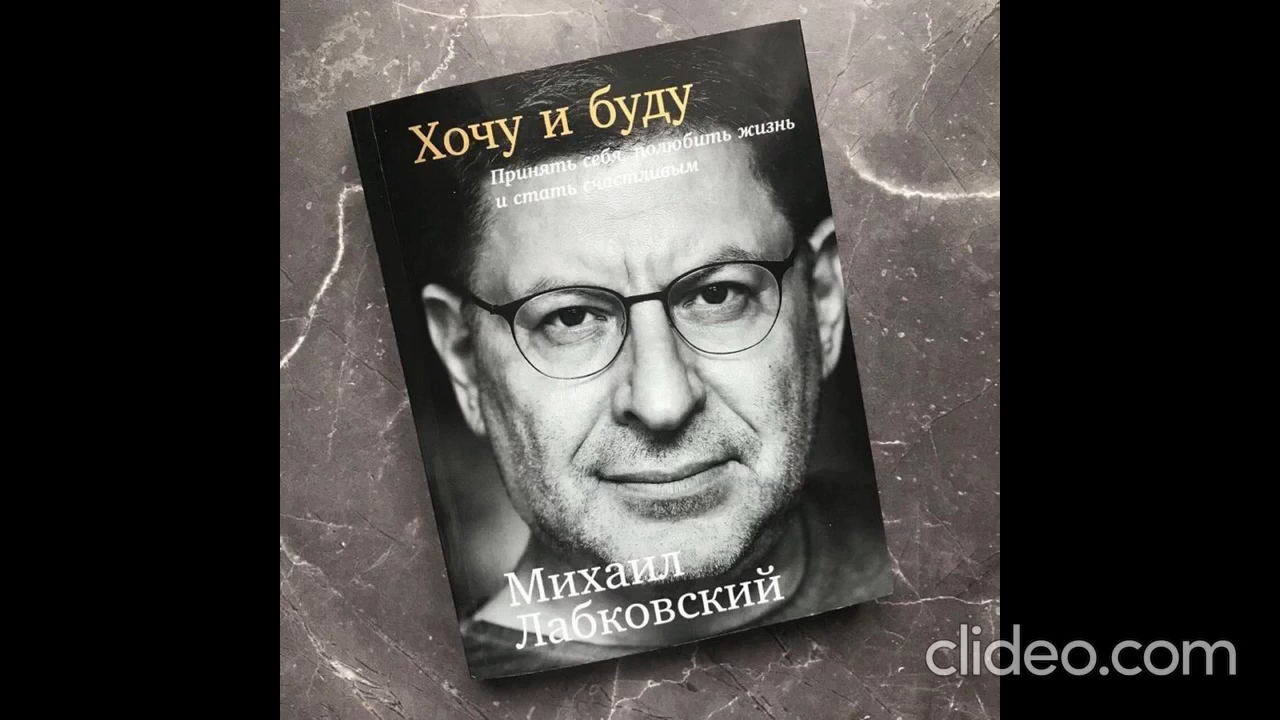 Хочу и буду
Принять себя, полюбить жизнь
и стать счастливым
Михаил
Лабковский
clideo.com